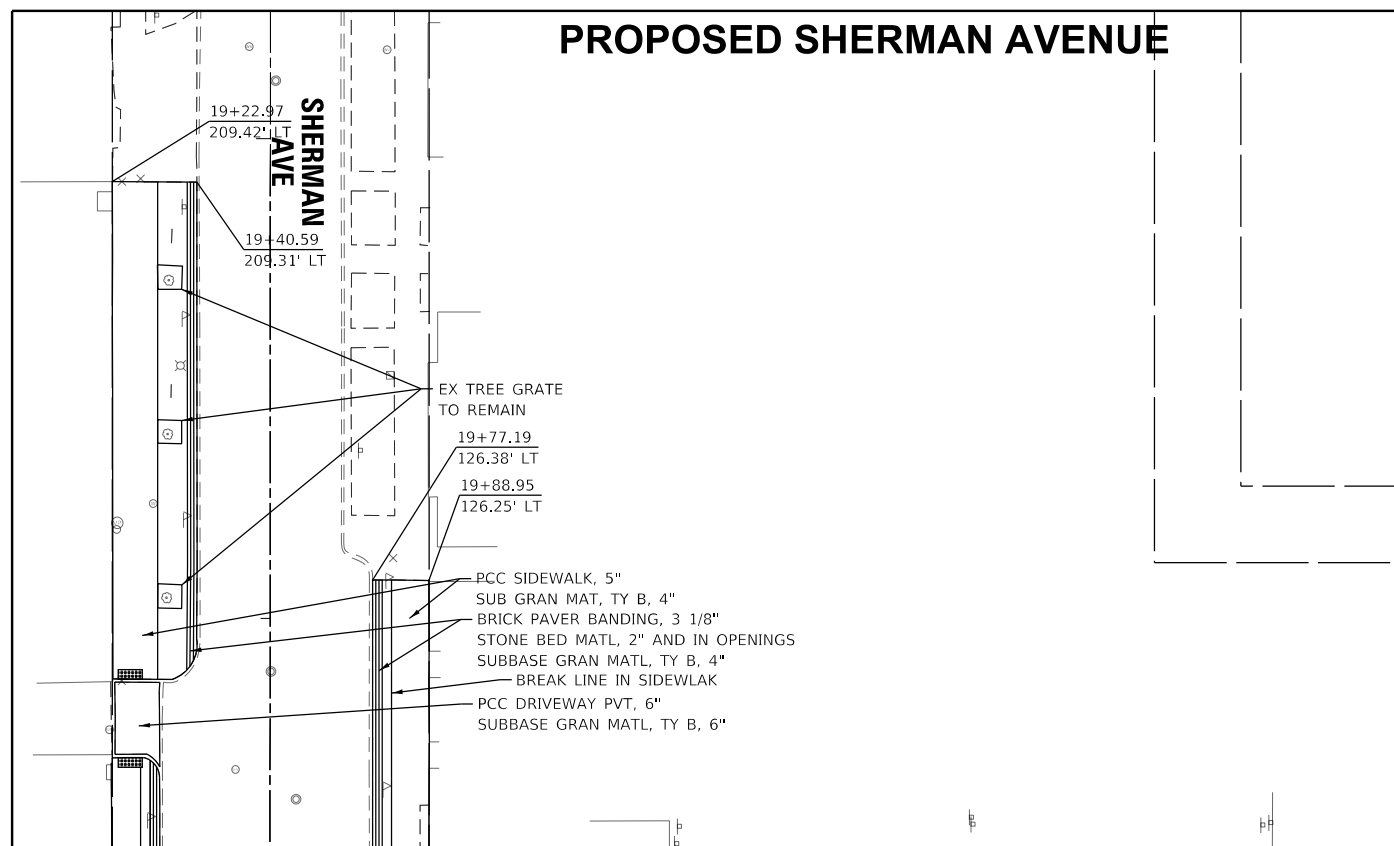 PROPOSED SHERMAN AVENUE
SHERMAN
AVE
19+22.97
209.42' LT
19+40.59
209.31' LT
EX TREE GRATE
TO REMAIN
19+77.19
126.38' LT
19+88.95
126.25' LT
PCC SIDEWALK, 5"
SUB GRAN MAT, TY B, 4"
BRICK PAVER BANDING, 3 1/8"
STONE BED MATL, 2" AND IN OPENINGS
SUBBASE GRAN MATL, TY B, 4"
BREAK LINE IN SIDEWLAK
PCC DRIVEWAY PVT, 6"
SUBBASE GRAN MATL, TY B, 6"